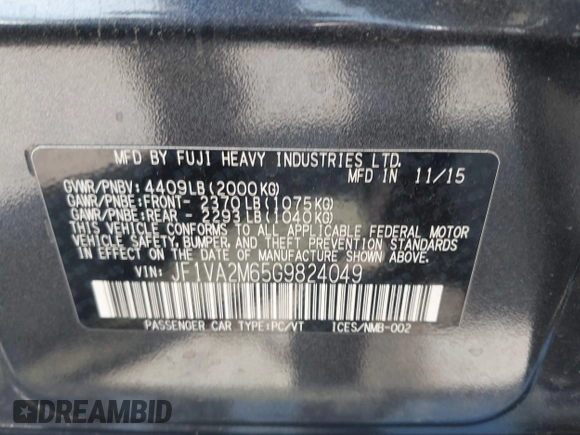 MFD BY FUJI HEAVY INDUSTRIES LTD.
MFD IN 11/15
GVWR/PNBV: 4409LB(2000KG)
GAWR/PNBE:FRONT- 2370LB(1075KG)
GAWR/PNBE:REAR - 2293LB(1040KG)
THIS VEHICLE CONFORMS TO ALL APPLICABLE FEDERAL MOTOR
VEHICLE SAFETY, BUMPER, AND THEFT PREVENTION STANDARDS
IN EFFECT ON THE DATE OF MANUFACTURE SHOWN ABOVE.
VIN: JF1VA2M65G9824049
PASSENGER CAR TYPE:PC/VT ICES/NMB-002
DREAMBID